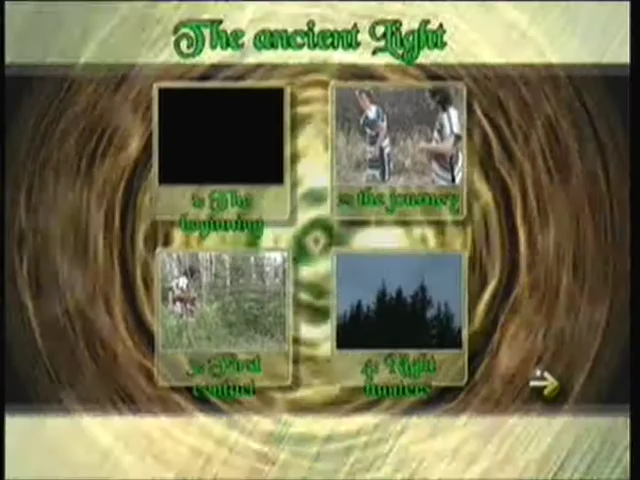 The ancient Light
1: The
beginning
2: the journey
3: First
contact
4: Night
Hunters